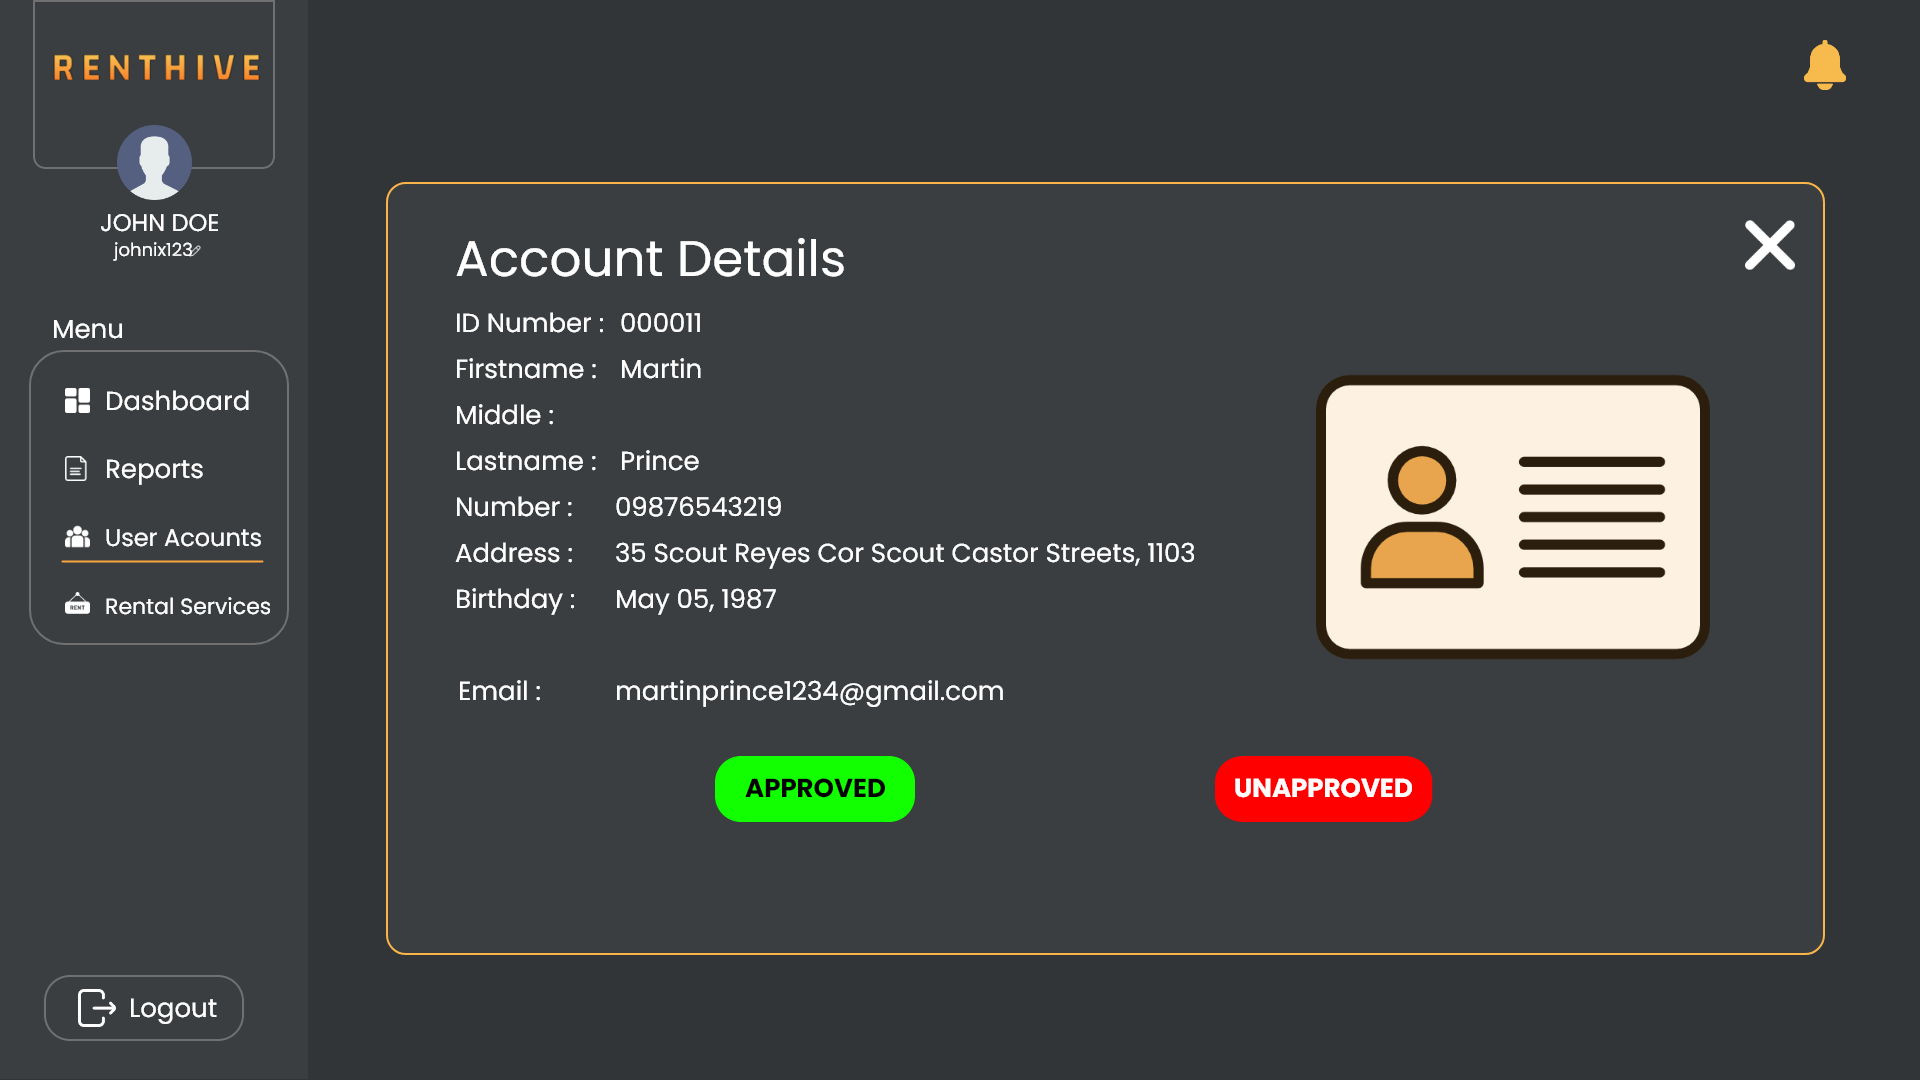 RENTHIVE
JOHN DOE
johnix123
Menu
Dashboard
Reports
User Acounts
RENT
Rental Services
Logout
Account Details
ID Number : 000011
Firstname : Martin
Middle :
Lastname : Prince
Number : 09876543219
Address : 35 Scout Reyes Cor Scout Castor Streets, 1103
Birthday : May 05, 1987
Email : martinprince1234@gmail.com
APPROVED
UNAPPROVED